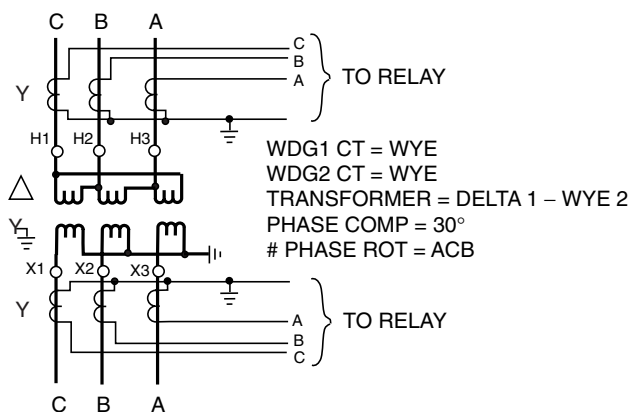 C B A
C
B
A
TO RELAY
Y
H1 H2 H3
WDG1 CT = WYE
WDG2 CT = WYE
TRANSFORMER = DELTA 1 – WYE 2
PHASE COMP = 30°
# PHASE ROT = ACB
Y
X1 X2 X3
Y
A
B
C
TO RELAY
C B A